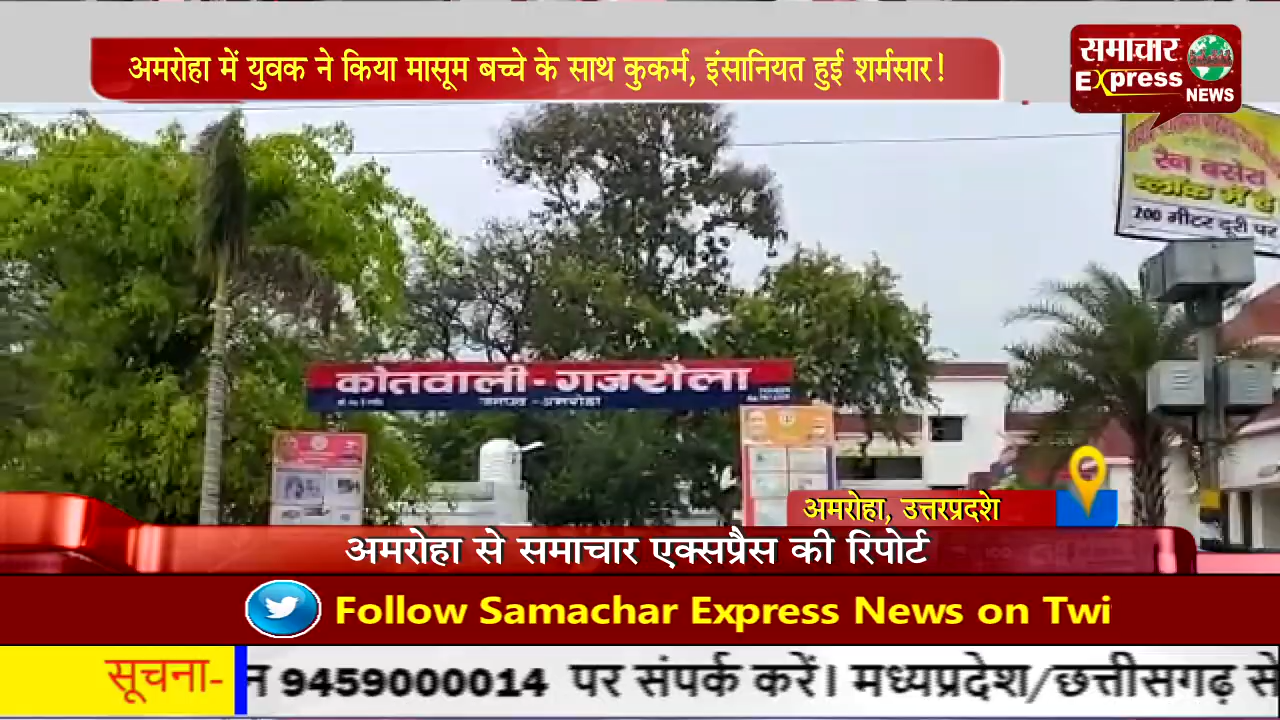 अमरोहा में युवक ने किया मासूम बच्चे के साथ कुकर्म, इंसानियत हुई शर्मसार!
समाचार
Express
NEWS
रैन बसेरा
ब्लॉक में है
200 मीटर दूरी पर
कोतवाली-गजरौला
जनपद-अमरोहा
अमरोहा, उत्तरप्रदेश
अमरोहा से समाचार एक्सप्रैस की रिपोर्ट
Follow Samachar Express News on Twi
सूचना-
न 9459000014 पर संपर्क करें। मध्यप्रदेश/छत्तीसगढ़ से